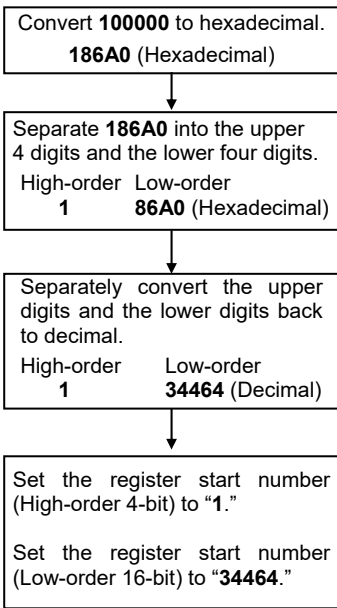 Convert 100000 to hexadecimal.
186A0 (Hexadecimal)
Separate 186A0 into the upper
4 digits and the lower four digits.
High-order Low-order
1 86A0 (Hexadecimal)
Separately convert the upper
digits and the lower digits back
to decimal.
High-order Low-order
1 34464 (Decimal)
Set the register start number
(High-order 4-bit) to “1.”
Set the register start number
(Low-order 16-bit) to “34464.”